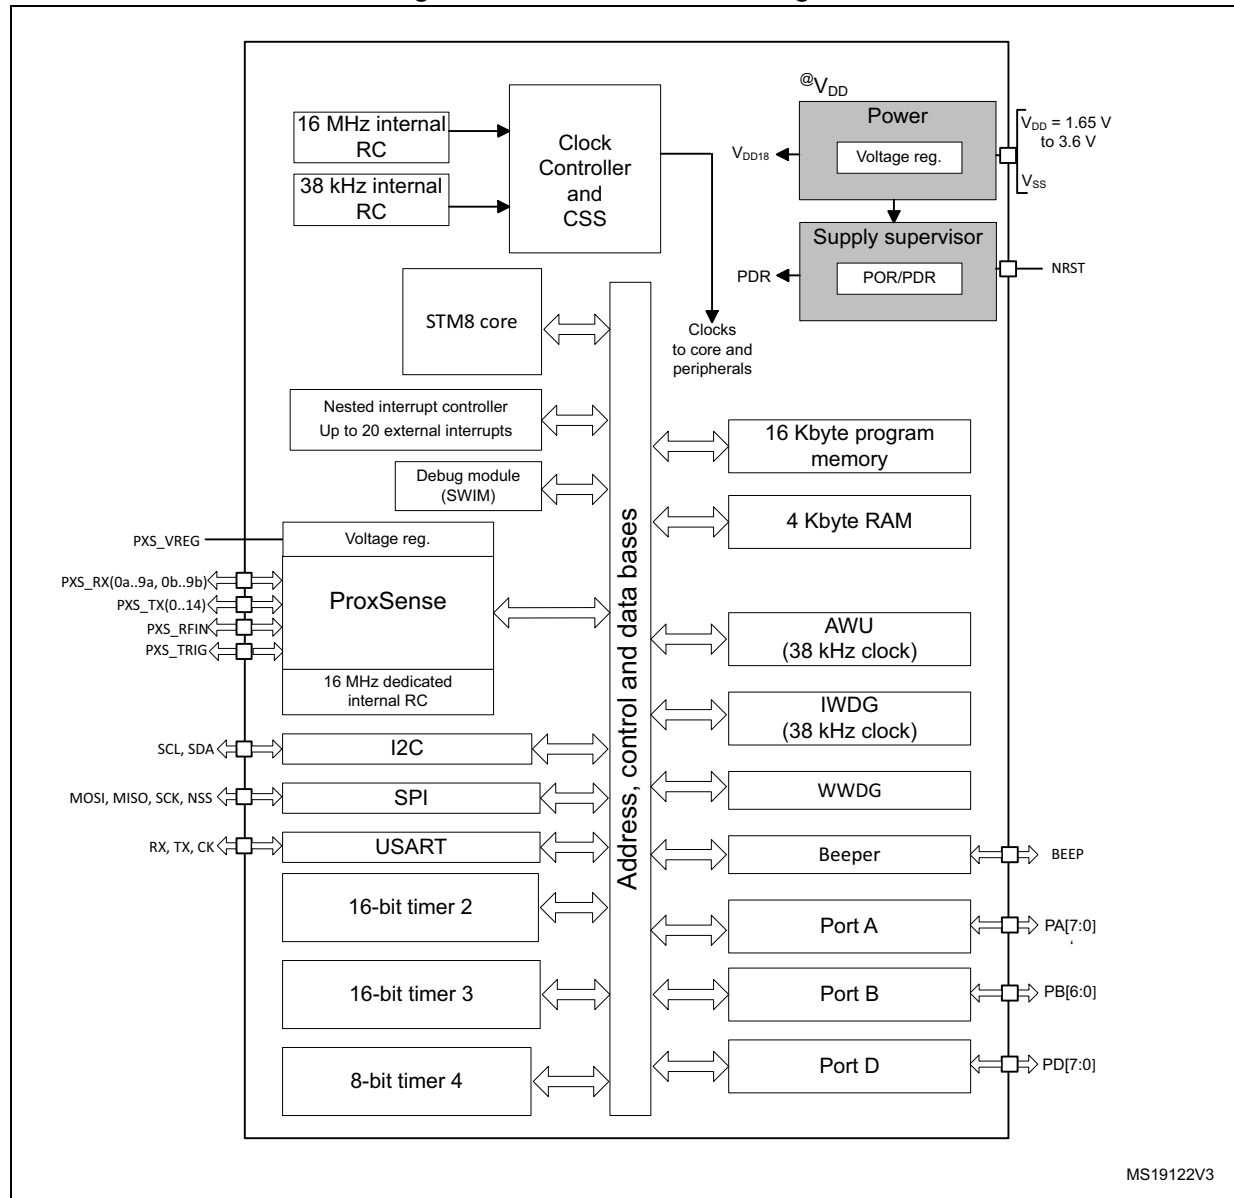 @VDD
16 MHz internal
RC
38 kHz internal
RC
Clock
Controller
and
CSS
Power
Voltage reg.
VDD18
VDD = 1.65 V
to 3.6 V
VSS
Supply supervisor
POR/PDR
PDR
NRST
Clocks
to core and
peripherals
STM8 core
Nested interrupt controller
Up to 20 external interrupts
Debug module
(SWIM)
PXS_VREG
Voltage reg.
PXS_RX(0a..9a, 0b..9b)
PXS_TX(0..14)
PXS_RFIN
PXS_TRIG
ProxSense
16 MHz dedicated
internal RC
SCL, SDA
I2C
MOSI, MISO, SCK, NSS
SPI
RX, TX, CK
USART
16-bit timer 2
16-bit timer 3
8-bit timer 4
Address, control and data bases
16 Kbyte program
memory
4 Kbyte RAM
AWU
(38 kHz clock)
IWDG
(38 kHz clock)
WWDG
Beeper
BEEP
Port A
PA[7:0]
Port B
PB[6:0]
Port D
PD[7:0]
MS19122V3